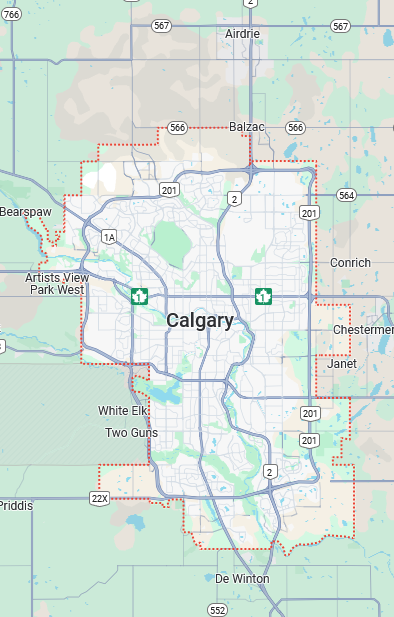 2
766
567
567
Airdrie
566
Balzac
566
201
2
564
Bearspaw
201
1A
Conrich
Artists View
Park West
1
1
Calgary
Chestermer
Janet
White Elk
201
Two Guns
201
2
22X
Priddis
De Winton
552